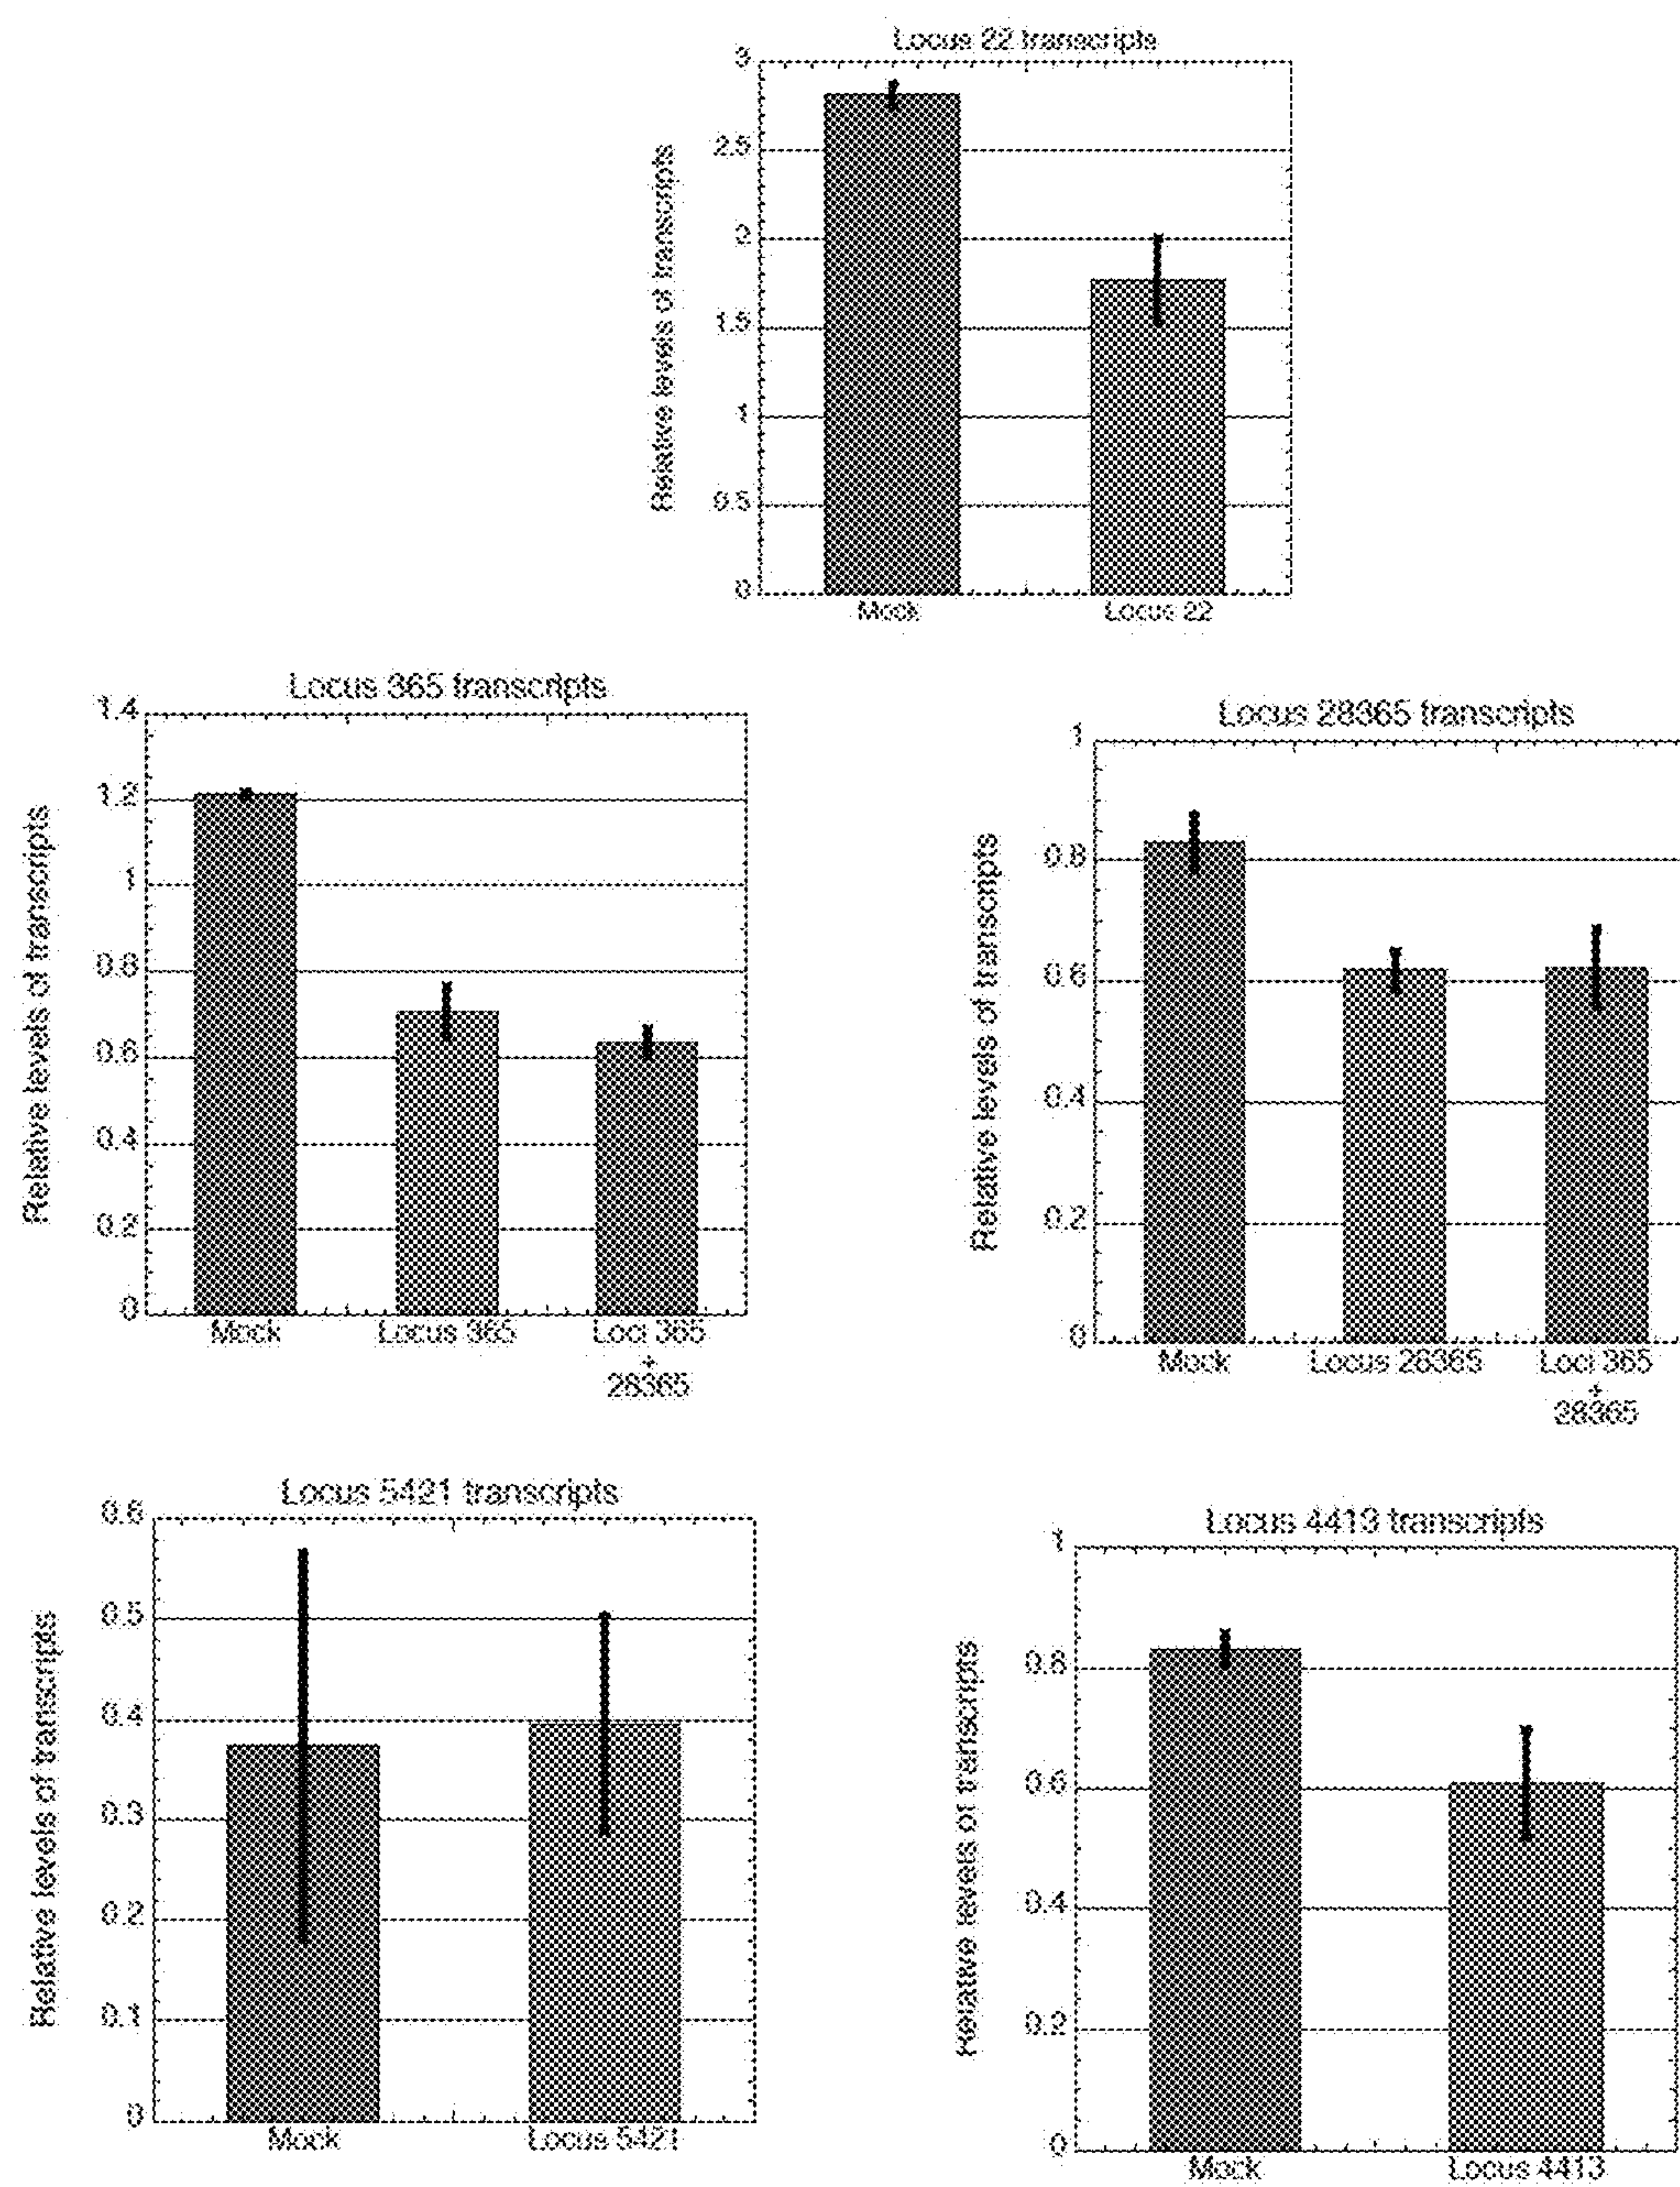 Locus 22 transcripts
Relative levels of transcripts
3
2.5
2
1.5
1
0.5
0
Mock Locus 22
Locus 365 transcripts
Relative levels of transcripts
1.4
1.2
1
0.8
0.6
0.4
0.2
0
Mock Locus 365 Loci 365
+
28365
Locus 28365 transcripts
Relative levels of transcripts
1
0.8
0.6
0.4
0.2
0
Mock Locus 28365 Loci 365
+
28365
Locus 5421 transcripts
Relative levels of transcripts
0.6
0.5
0.4
0.3
0.2
0.1
0
Mock Locus 5421
Locus 4413 transcripts
Relative levels of transcripts
1
0.8
0.6
0.4
0.2
0
Mock Locus 4413